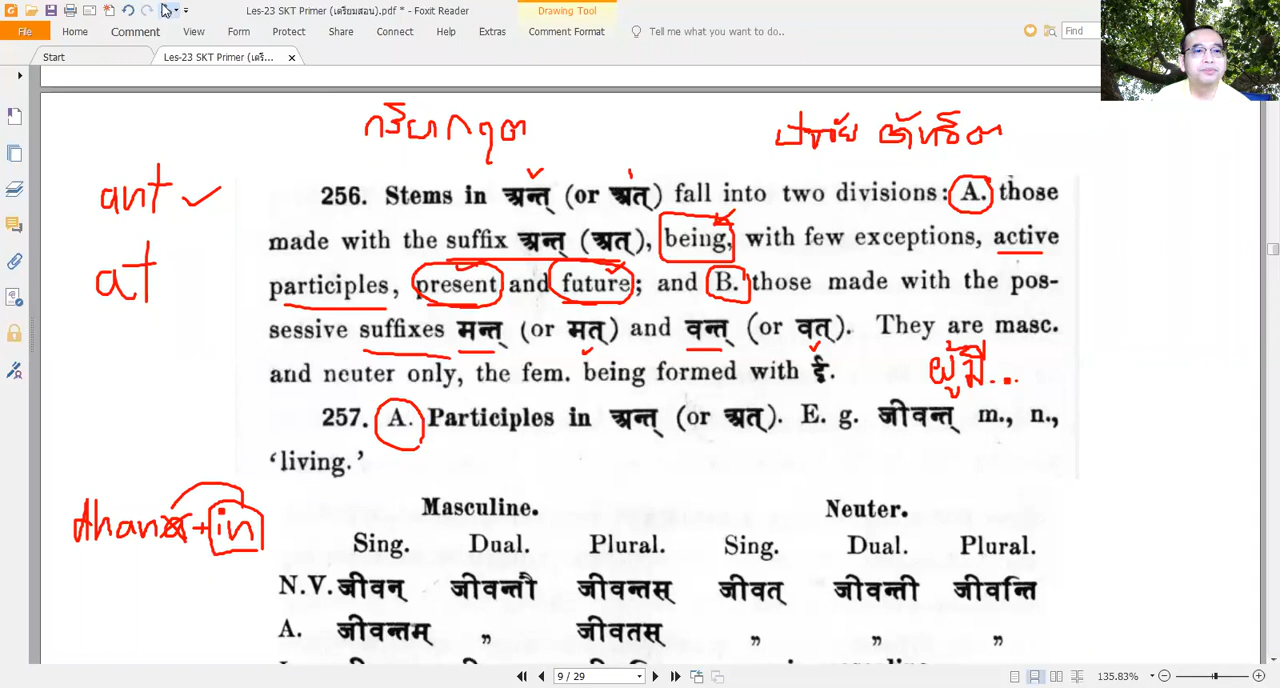 Les-23 SKT Primer (เตรียมสอน).pdf * - Foxit Reader
Drawing Tool
File Home Comment View Form Protect Share Connect Help Extras Comment Format Tell me what you want to do.. Find
Start Les-23 SKT Primer (เตรี...
กริยากฤต ปัจจัย ตัทธิต
ant
256. Stems in अन्त् (or अत्) fall into two divisions: A. those
made with the suffix अन्त् (अत्), being, with few exceptions, active
at
participles, present and future; and B. those made with the pos-
sessive suffixes मन्त् (or मत्) and वन्त् (or वत्). They are masc.
and neuter only, the fem. being formed with ई.
ผู้มี...
257. A. Participles in अन्त् (or अत्). E. g. जीवन्त् m., n.,
'living.'
dhana + in
Masculine. Neuter.
Sing. Dual. Plural. Sing. Dual. Plural.
N.V. जीवन् जीवन्तौ जीवन्तस् जीवत् जीवन्ती जीवन्ति
A. जीवन्तम् „ जीवतस् „ „ „
9 / 29 135.83%